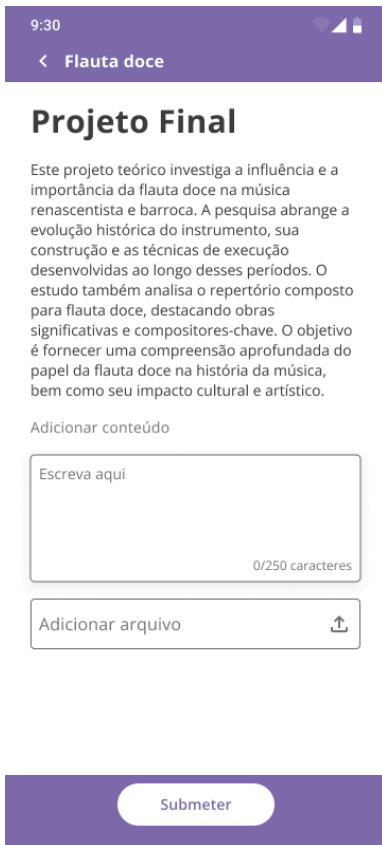 9:30
Flauta doce
Projeto Final
Este projeto teórico investiga a influência e a
importância da flauta doce na música
renascentista e barroca. A pesquisa abrange a
evolução histórica do instrumento, sua
construção e as técnicas de execução
desenvolvidas ao longo desses períodos. O
estudo também analisa o repertório composto
para flauta doce, destacando obras
significativas e compositores-chave. O objetivo
é fornecer uma compreensão aprofundada do
papel da flauta doce na história da música,
bem como seu impacto cultural e artístico.
Adicionar conteúdo
Escreva aqui
0/250 caracteres
Adicionar arquivo
Submeter